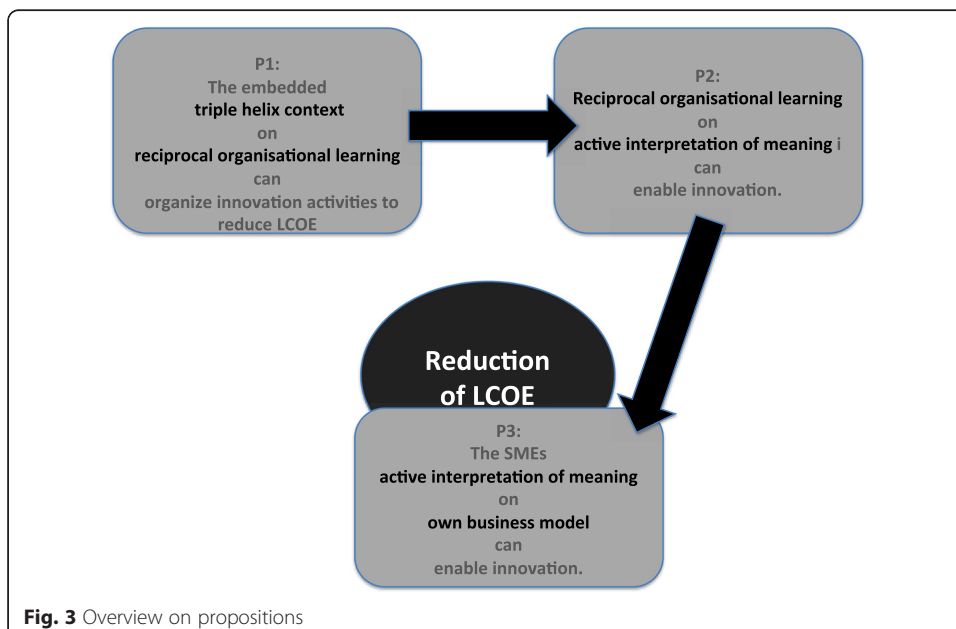 P1:
The embedded
triple helix context
on
reciprocal organisational learning
can
organize innovation activities to
reduce LCOE
P2:
Reciprocal organisational learning
on
active interpretation of meaning i
can
enable innovation.
Reduction
of LCOE
P3:
The SMEs
active interpretation of meaning
on
own business model
can
enable innovation.
Fig. 3 Overview on propositions